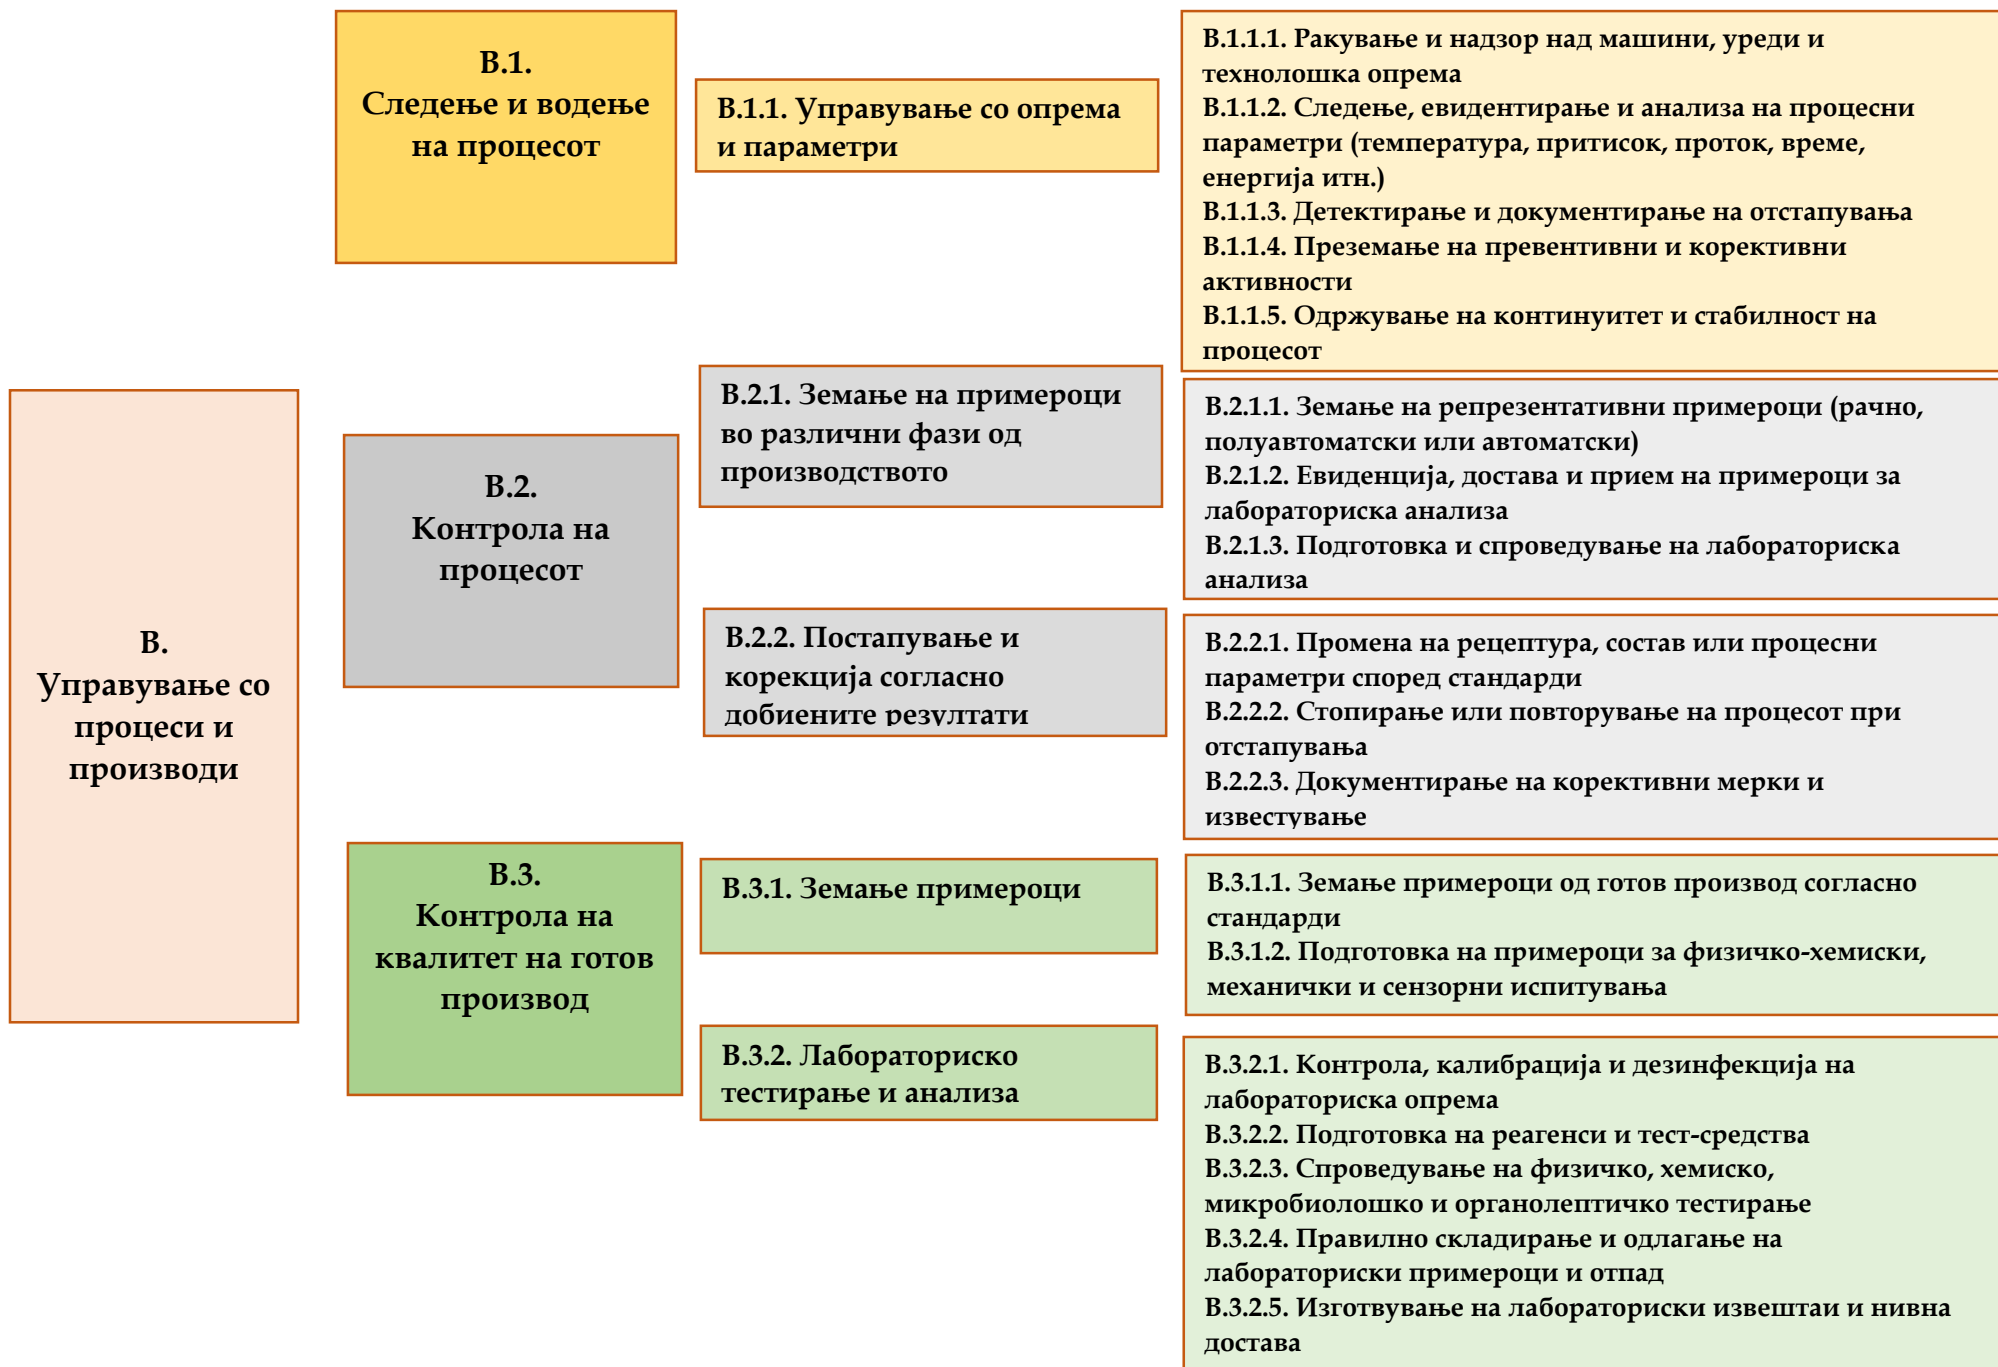 В.
Управување со
процеси и
производи
В.1.
Следење и водење
на процесот
В.1.1. Управување со опрема
и параметри
В.1.1.1. Ракување и надзор над машини, уреди и
технолошка опрема
В.1.1.2. Следење, евидентирање и анализа на процесни
параметри (температура, притисок, проток, време,
енергија итн.)
В.1.1.3. Детектирање и документирање на отстапувања
В.1.1.4. Преземање на превентивни и корективни
активности
В.1.1.5. Одржување на континуитет и стабилност на
процесот
В.2.
Контрола на
процесот
В.2.1. Земање на примероци
во различни фази од
производството
В.2.1.1. Земање на репрезентативни примероци (рачно,
полуавтоматски или автоматски)
В.2.1.2. Евиденција, достава и прием на примероци за
лабораториска анализа
В.2.1.3. Подготовка и спроведување на лабораториска
анализа
В.2.2. Постапување и
корекција согласно
добиените резултати
В.2.2.1. Промена на рецептура, состав или процесни
параметри според стандарди
В.2.2.2. Стопирање или повторување на процесот при
отстапувања
В.2.2.3. Документирање на корективни мерки и
известување
В.3.
Контрола на
квалитет на готов
производ
В.3.1. Земање примероци
В.3.1.1. Земање примероци од готов производ согласно
стандарди
В.3.1.2. Подготовка на примероци за физичко-хемиски,
механички и сензорни испитувања
В.3.2. Лабораториско
тестирање и анализа
В.3.2.1. Контрола, калибрација и дезинфекција на
лабораториска опрема
В.3.2.2. Подготовка на реагенси и тест-средства
В.3.2.3. Спроведување на физичко, хемиско,
микробиолошко и органолептичко тестирање
В.3.2.4. Правилно складирање и одлагање на
лабораториски примероци и отпад
В.3.2.5. Изготвување на лабораториски извештаи и нивна
достава